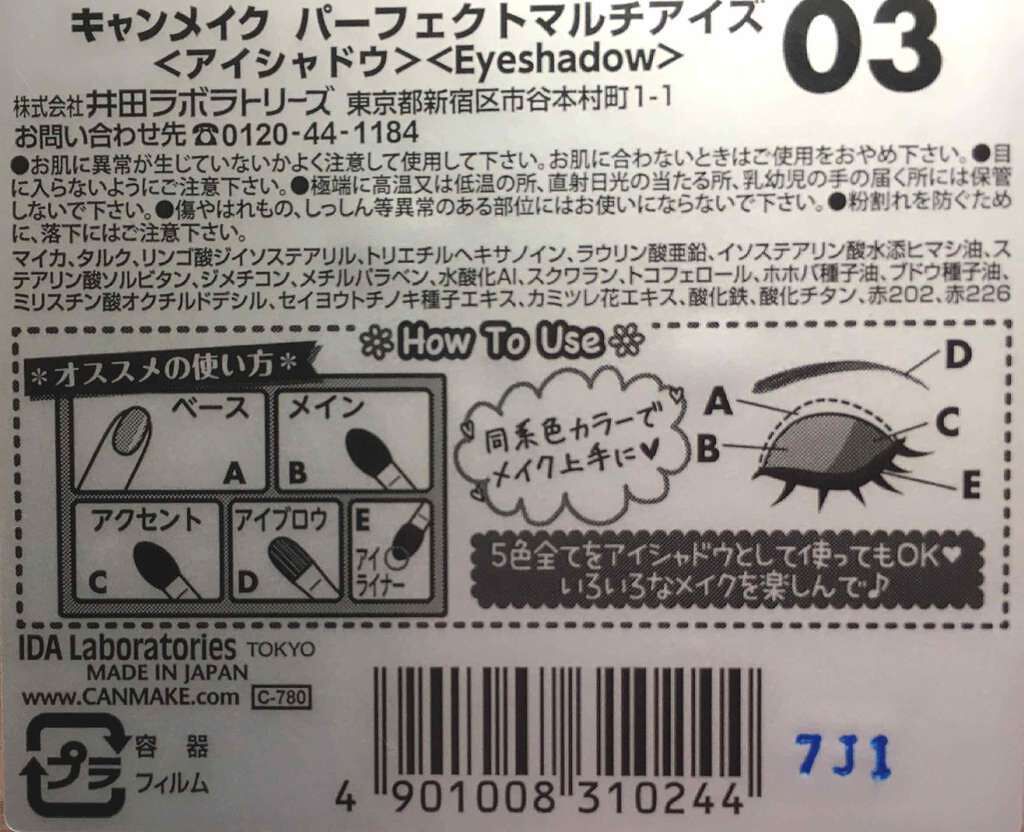 キャンメイク パーフェクトマルチアイズ
<アイシャドウ><Eyeshadow>
03
株式会社 井田ラボラトリーズ 東京都新宿区市谷本村町1-1
お問い合わせ先☎0120-44-1184
●お肌に異常が生じていないかよく注意して使用して下さい。お肌に合わないときはご使用をおやめ下さい。●目
に入らないようにご注意下さい。●極端に高温又は低温の所、直射日光の当たる所、乳幼児の手の届く所には保管
しないで下さい。●傷やはれもの、しっしん等異常のある部位にはお使いにならないで下さい。●粉割れを防ぐため
に、落下にはご注意下さい。
マイカ、タルク、リンゴ酸ジイソステアリル、トリエチルヘキサノイン、ラウリン酸亜鉛、イソステアリン酸水添ヒマシ油、ス
テアリン酸ソルビタン、ジメチコン、メチルパラベン、水酸化Al、スクワラン、トコフェロール、ホホバ種子油、ブドウ種子油、
ミリスチン酸オクチルドデシル、セイヨウトチノキ種子エキス、カミツレ花エキス、酸化鉄、酸化チタン、赤202、赤226
How To Use
*オススメの使い方*
ベース
A
メイン
B
アクセント
C
アイブロウ
D
E
アイ
ライナー
同系色カラーで
メイク上手に♥
A
B
D
C
E
5色全てをアイシャドウとして使ってもOK♥
いろいろなメイクを楽しんで♪
IDA Laboratories TOKYO
MADE IN JAPAN
www.CANMAKE.com C-780
プラ
容 器
フィルム
4 901008 310244
7J1